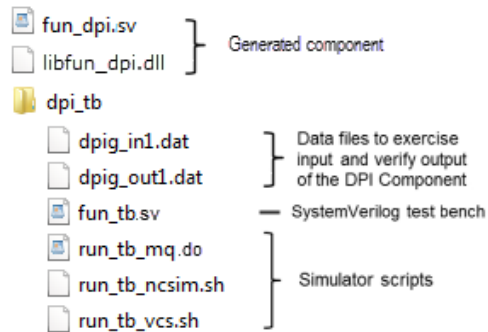 fun_dpi.sv
libfun_dpi.dll
Generated component
dpi_tb
dpig_in1.dat
dpig_out1.dat
Data files to exercise
input and verify output
of the DPI Component
fun_tb.sv
SystemVerilog test bench
run_tb_mq.do
run_tb_ncsim.sh
run_tb_vcs.sh
Simulator scripts